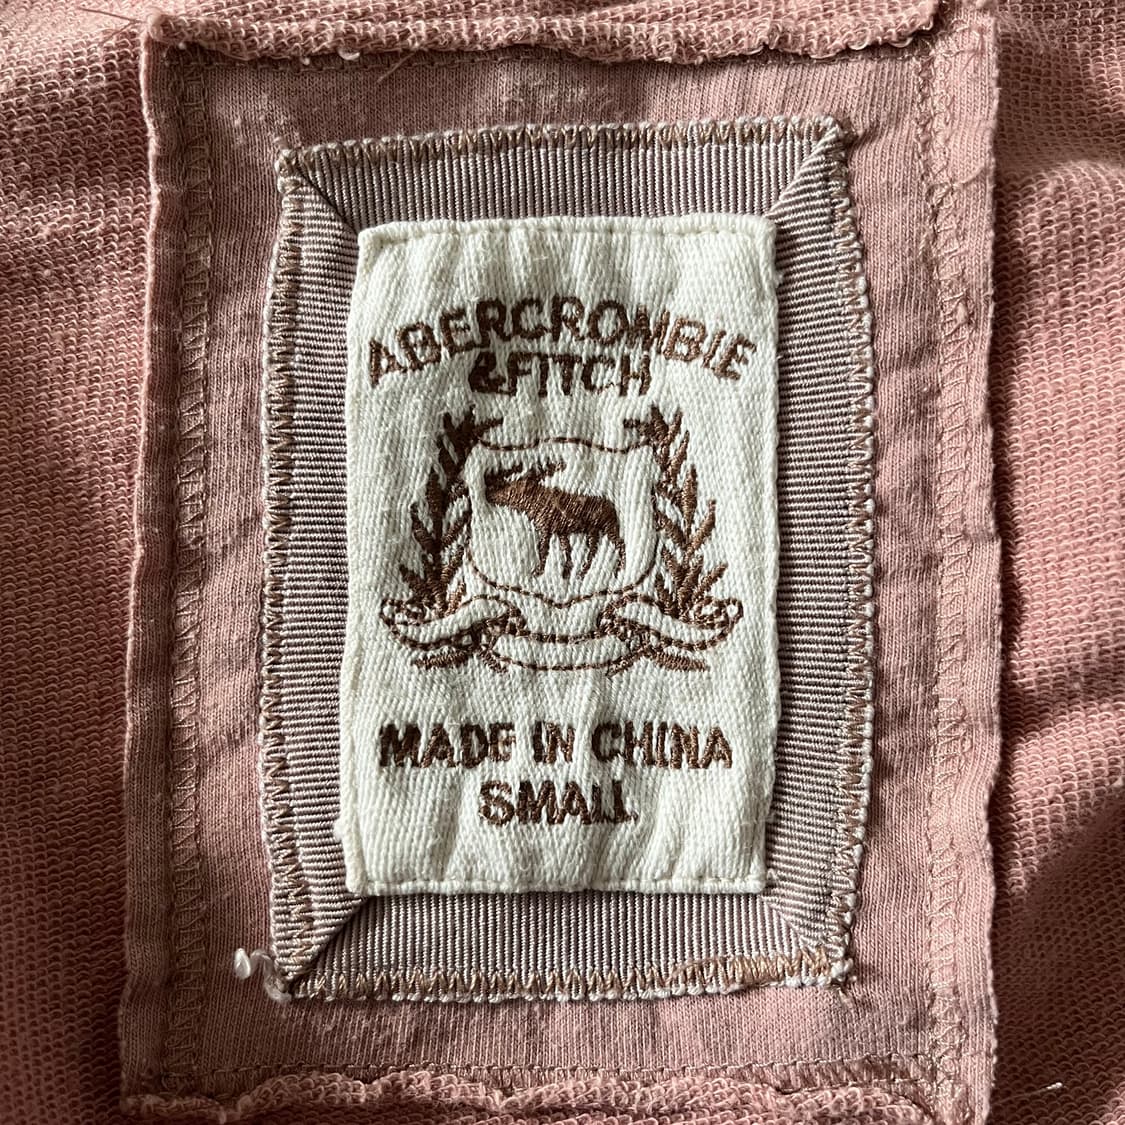 ABERCROMBIE
&FITCH
MADE IN CHINA
SMALL